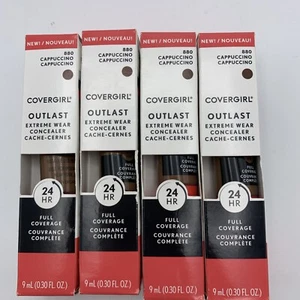 NEW! / NOUVEAU!
880
CAPPUCCINO
CAPPUCCINO
COVERGIRL
OUTLAST
EXTREME WEAR
CONCEALER
CACHE-CERNES
24
HR
FULL
COVERAGE
COUVRANCE
COMPLÈTE
9 mL (0.30 FL. OZ.)
NEW! / NOUVEAU!
880
CAPPUCCINO
CAPPUCCINO
COVERGIRL
OUTLAST
EXTREME WEAR
CONCEALER
CACHE-CERNES
24
HR
FULL
COVERAGE
COUVRANCE
COMPLÈTE
9 mL (0.30 FL. OZ.)
NEW! / NOUVEAU!
880
CAPPUCCINO
CAPPUCCINO
COVERGIRL
OUTLAST
EXTREME WEAR
CONCEALER
CACHE-CERNES
24
HR
FULL
COVERAGE
COUVRANCE
COMPLÈTE
9 mL (0.30 FL. OZ.)
NEW! / NOUVEAU!
880
CAPPUCCINO
CAPPUCCINO
COVERGIRL
OUTLAST
EXTREME WEAR
CONCEALER
CACHE-CERNES
24
HR
FULL
COVERAGE
COUVRANCE
COMPLÈTE
9 mL (0.30 FL. OZ.)